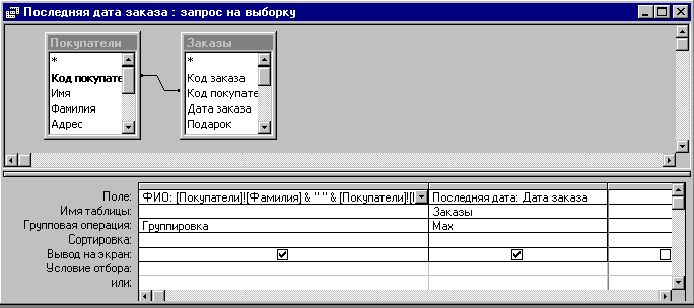 Последняя дата заказа : запрос на выборку
Покупатели
*
Код покупате
Имя
Фамилия
Адрес
Заказы
*
Код заказа
Код покупате
Дата заказа
Подарок
Поле: ФИО: [Покупатели]![Фамилия] & " " & [Покупатели]![ Последняя дата: Дата заказа
Имя таблицы: Заказы
Групповая операция: Группировка Max
Сортировка:
Вывод на экран:
Условие отбора:
или: